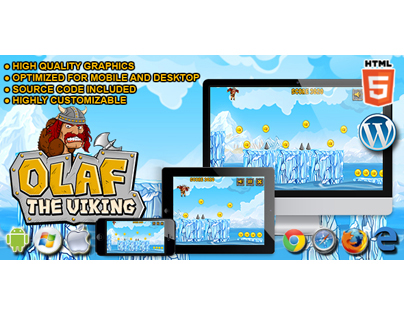 • HIGH QUALITY GRAPHICS
• OPTIMIZED FOR MOBILE AND DESKTOP
• SOURCE CODE INCLUDED
• HIGHLY CUSTOMIZABLE
HTML
5
OLAF
THE VIKING